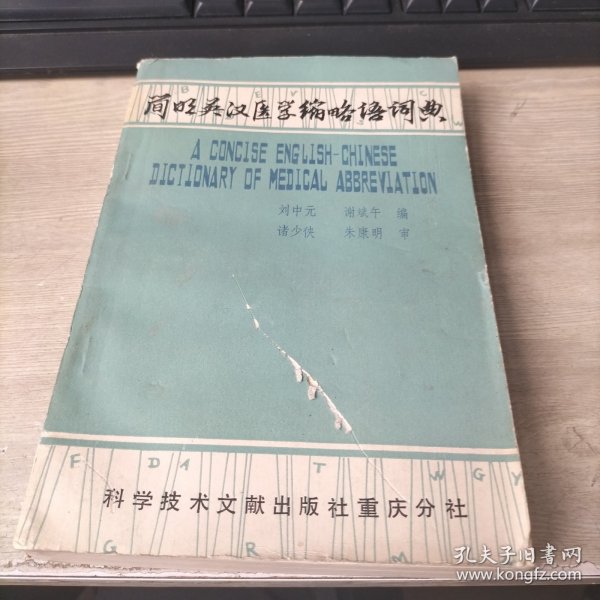 简明英汉医学缩略语词典
A CONCISE ENGLISH-CHINESE
DICTIONARY OF MEDICAL ABBREVIATION
刘中元 谢斌午 编
诸少侠 朱康明 审
F D A T W G Y
科学技术文献出版社重庆分社
G R M
孔夫子旧书网
www.kongfz.com